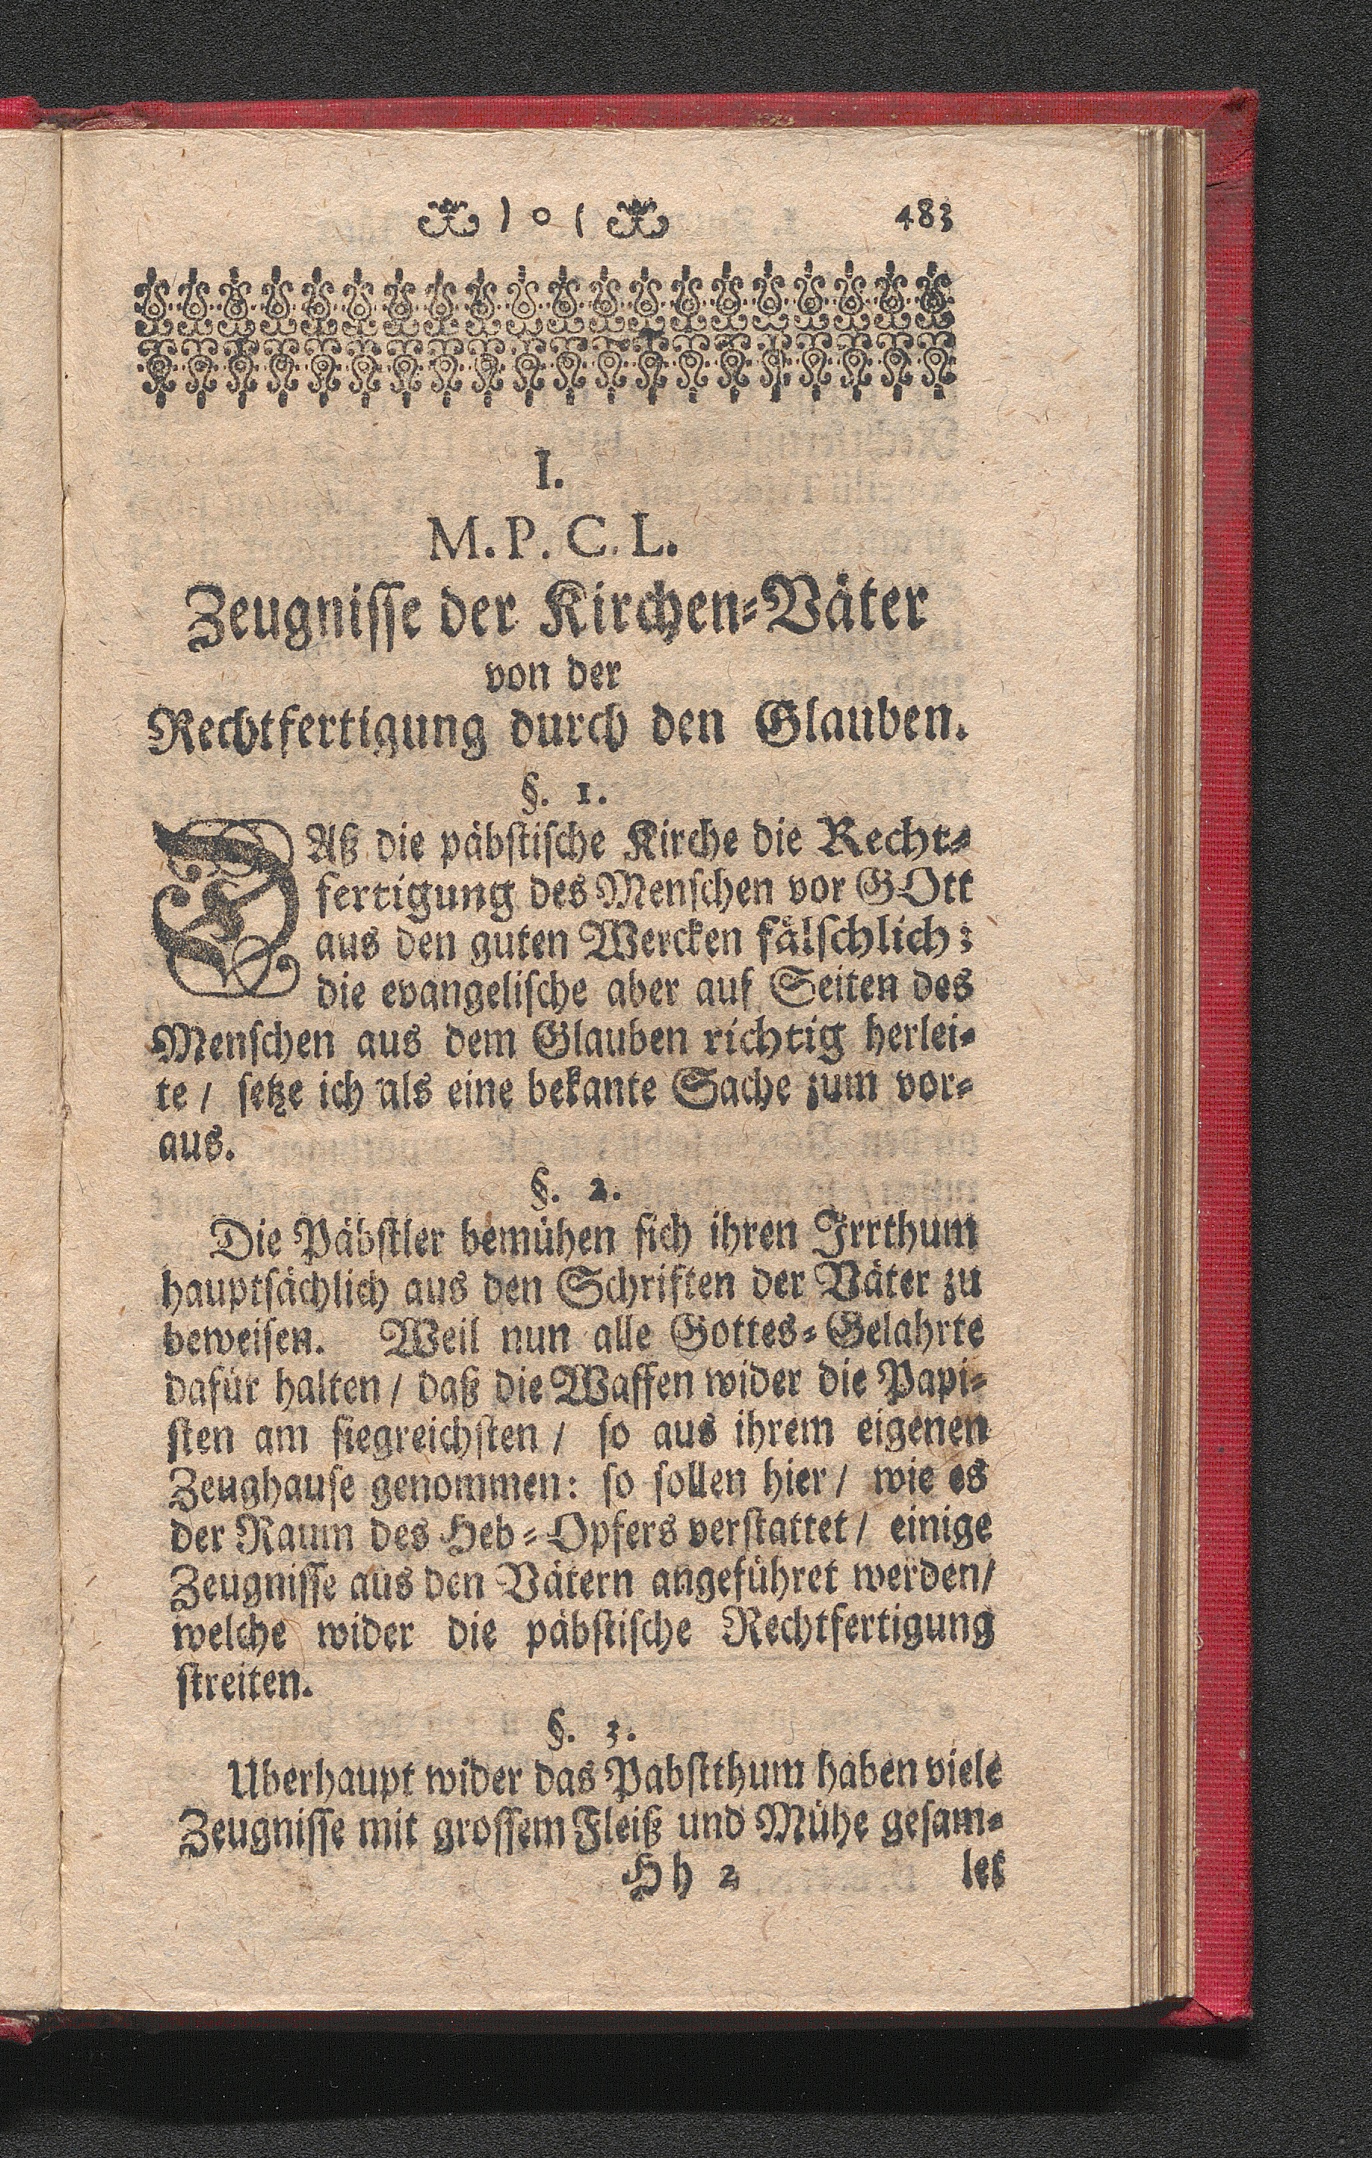 ) o ( 483
I.
M. P. C. L.
Zeugnisse der Kirchen-Väter
von der
Rechtfertigung durch den Glauben.
§. 1.
DAß die päbstische Kirche die Recht-
fertigung des Menschen vor GOtt
aus den guten Wercken fälschlich;
die evangelische aber auf Seiten des
Menschen aus dem Glauben richtig herlei-
te / setze ich als eine bekante Sache zum vor-
aus.
§. 2.
Die Päbstler bemühen sich ihren Irrthum
hauptsächlich aus den Schriften der Väter zu
beweisen. Weil nun alle Gottes-Gelahrte
dafür halten / daß die Waffen wider die Papi-
sten am siegreichsten / so aus ihrem eigenen
Zeughause genommen: so sollen hier / wie es
der Raum des Heb-Opfers verstattet / einige
Zeugnisse aus den Vätern angeführet werden /
welche wider die päbstische Rechtfertigung
streiten.
§. 3.
Uberhaupt wider das Pabstthum haben viele
Zeugnisse mit grossem Fleiß und Mühe gesam-
Hh 2 let